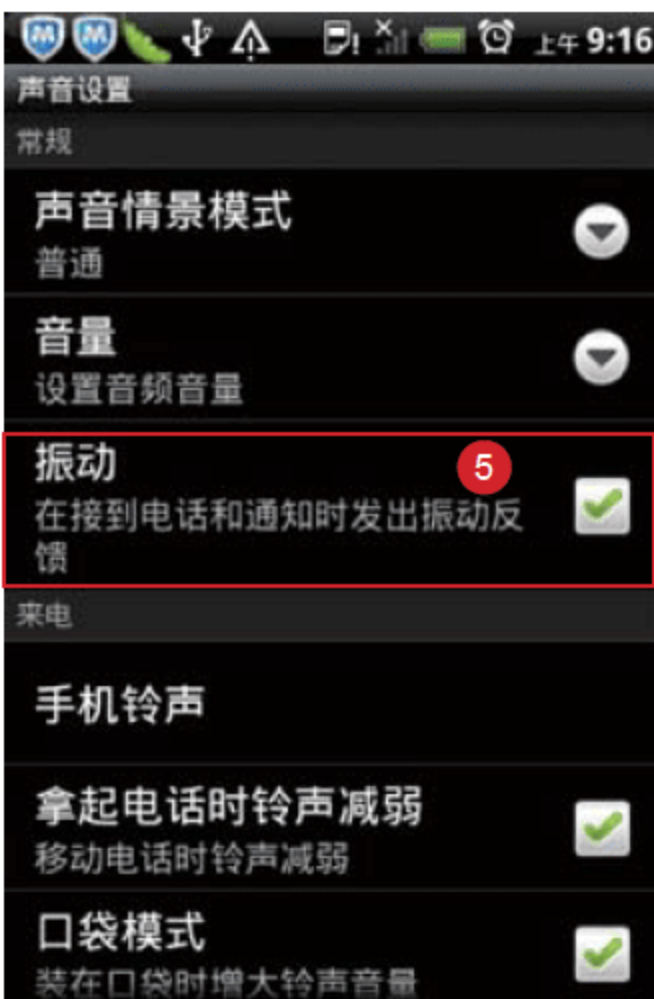 上午 9:16
声音设置
常规
声音情景模式
普通
音量
设置音频音量
振动
5
在接到电话和通知时发出振动反
馈
来电
手机铃声
拿起电话时铃声减弱
移动电话时铃声减弱
口袋模式
装在口袋时增大铃声音量